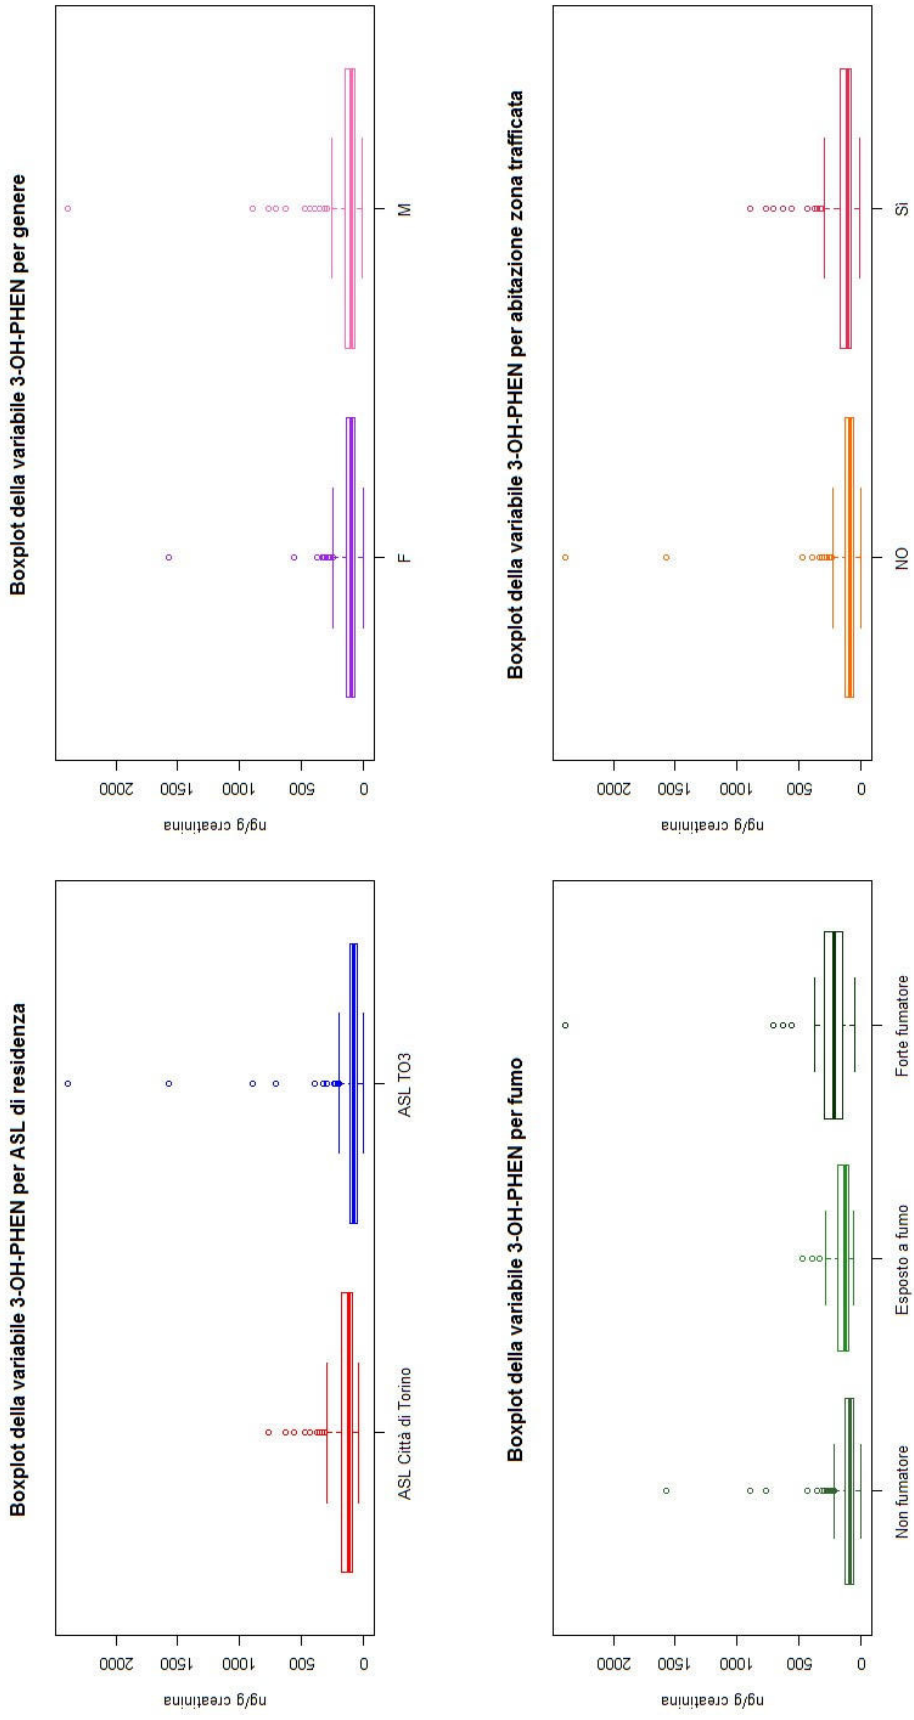 Boxplot della variabile 3-OH-PHEN per ASL di residenza
ng/g creatinina
0 500 1000 1500 2000
ASL Città di Torino ASL TO3
Boxplot della variabile 3-OH-PHEN per genere
ng/g creatinina
0 500 1000 1500 2000
F M
Boxplot della variabile 3-OH-PHEN per fumo
ng/g creatinina
0 500 1000 1500 2000
Non fumatore Esposto a fumo Forte fumatore
Boxplot della variabile 3-OH-PHEN per abitazione zona trafficata
ng/g creatinina
0 500 1000 1500 2000
NO Sì